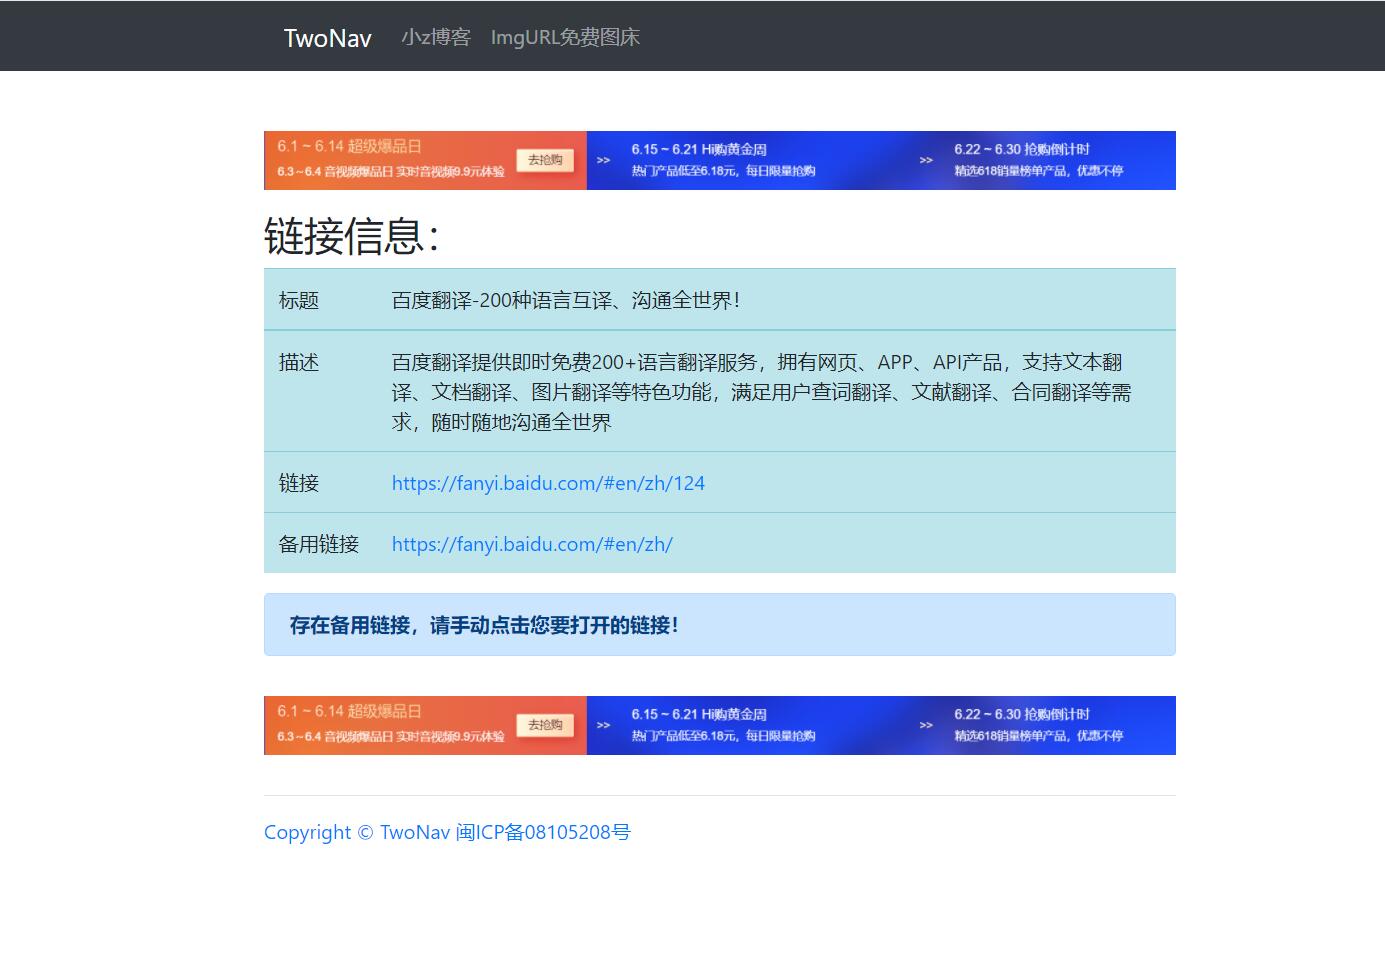 TwoNav 小z博客 ImgURL免费图床
6.1 ~ 6.14 超级爆品日
6.3 ~ 6.4 音视频爆品日 实时音视频9.9元体验
去抢购
>>
6.15 ~ 6.21 Hi购黄金周
热门产品低至6.18元，每日限量抢购
>>
6.22 ~ 6.30 抢购倒计时
精选618销量榜单产品，优惠不停
链接信息：
标题 百度翻译-200种语言互译、沟通全世界！
描述 百度翻译提供即时免费200+语言翻译服务，拥有网页、APP、API产品，支持文本翻
译、文档翻译、图片翻译等特色功能，满足用户查词翻译、文献翻译、合同翻译等需
求，随时随地沟通全世界
链接 https://fanyi.baidu.com/#en/zh/124
备用链接 https://fanyi.baidu.com/#en/zh/
存在备用链接，请手动点击您要打开的链接！
6.1 ~ 6.14 超级爆品日
6.3 ~ 6.4 音视频爆品日 实时音视频9.9元体验
去抢购
>>
6.15 ~ 6.21 Hi购黄金周
热门产品低至6.18元，每日限量抢购
>>
6.22 ~ 6.30 抢购倒计时
精选618销量榜单产品，优惠不停
Copyright © TwoNav 闽ICP备08105208号